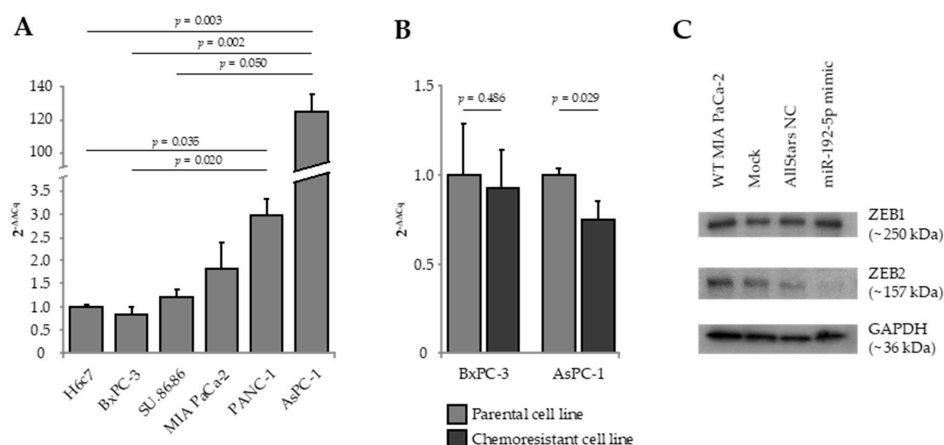 A
p = 0.003
p = 0.002
p = 0.050
p = 0.035
p = 0.020
140
120
100
3.5
3.0
2.5
2.0
1.5
1.0
0.5
0
2^-ΔΔCq
H6c7
BxPC-3
SU.8686
MIA PaCa-2
PANC-1
AsPC-1
B
p = 0.486
p = 0.029
1.5
1.0
0.5
0
2^-ΔΔCq
BxPC-3
AsPC-1
Parental cell line
Chemoresistant cell line
C
WT MIA PaCa-2
Mock
AllStars NC
miR-192-5p mimic
ZEB1
(~250 kDa)
ZEB2
(~157 kDa)
GAPDH
(~36 kDa)